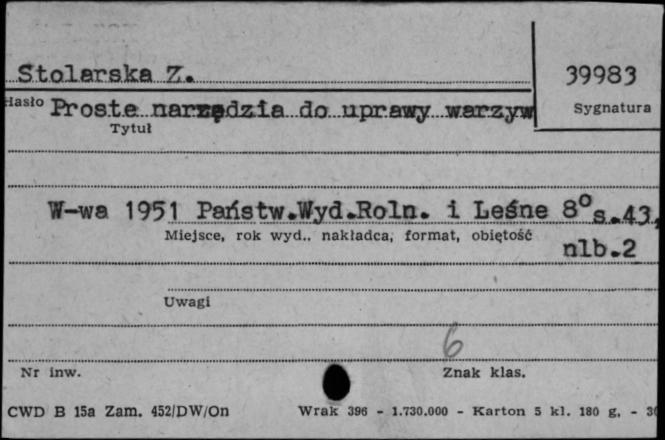 Stolarska Z.
39983
Hasło Proste narzędzia do uprawy warzyw
Sygnatura
Tytuł
W-wa 1951 Państw.Wyd.Roln. i Leśne 8° s.43,
Miejsce, rok wyd., nakładca, format, objętość
nlb.2
Uwagi
6
Nr inw.
Znak klas.
CWD B 15a Zam. 452/DW/On Wrak 396 - 1.730.000 - Karton 5 kl. 180 g, - 30